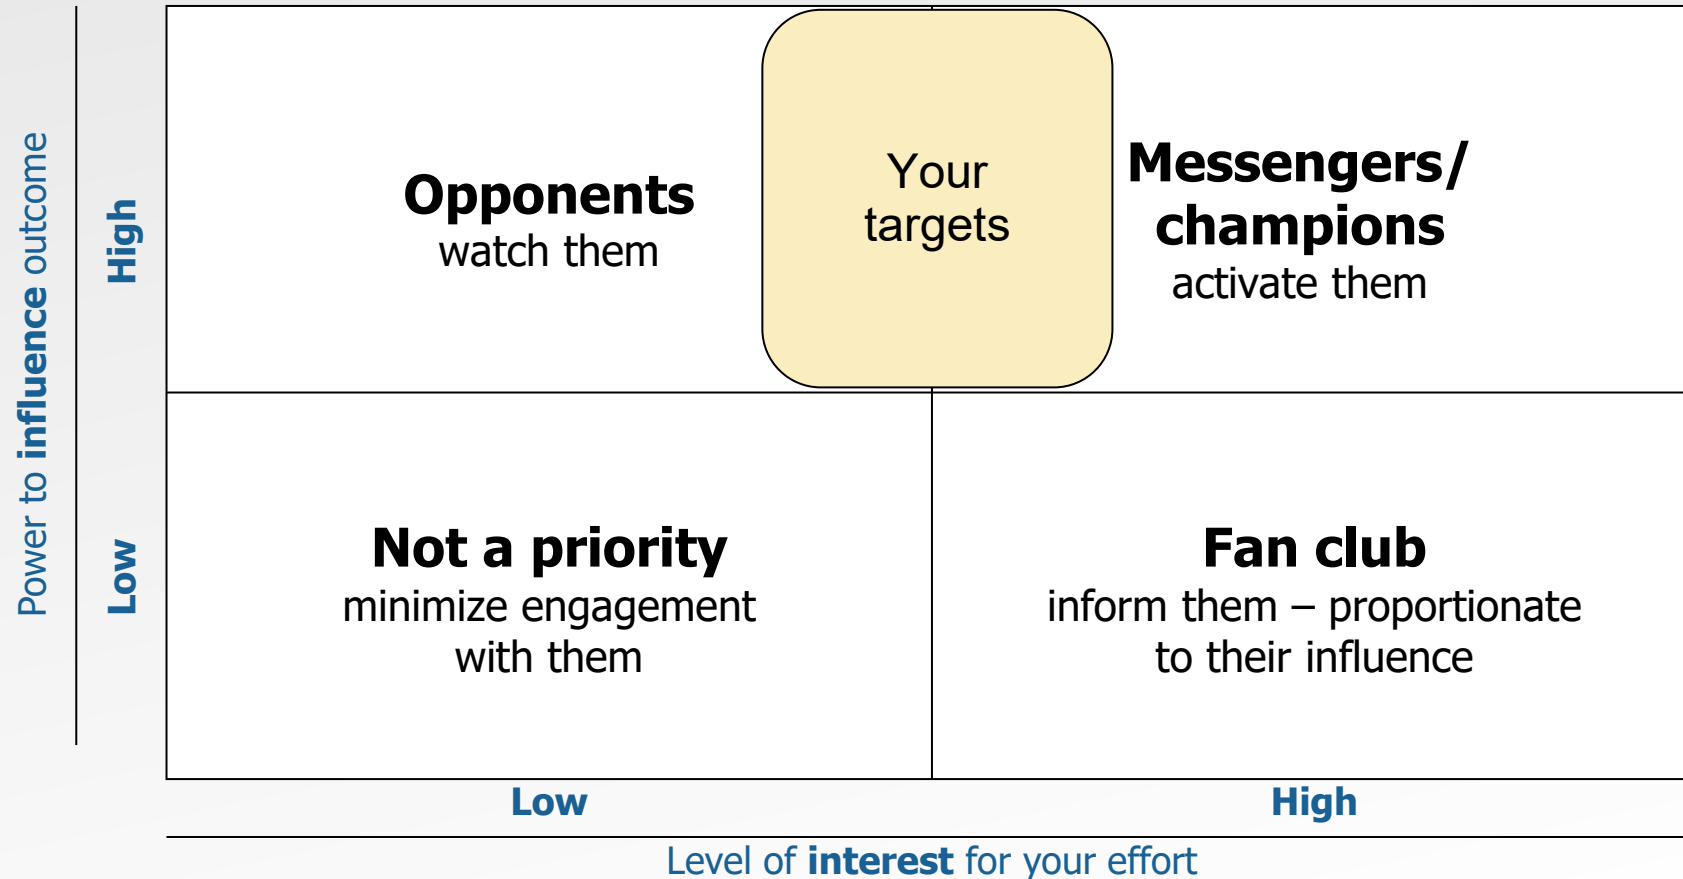 Power to influence outcome
High
Low
Opponents
watch them
Your
targets
Messengers/
champions
activate them
Not a priority
minimize engagement
with them
Fan club
inform them – proportionate
to their influence
Low
High
Level of interest for your effort